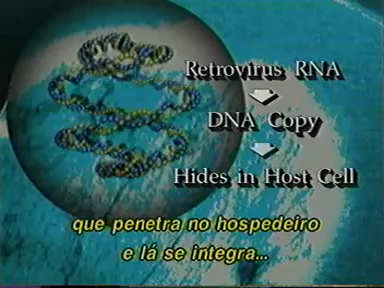 Retrovirus RNA
DNA Copy
Hides in Host Cell
que penetra no hospedeiro
e lá se integra...